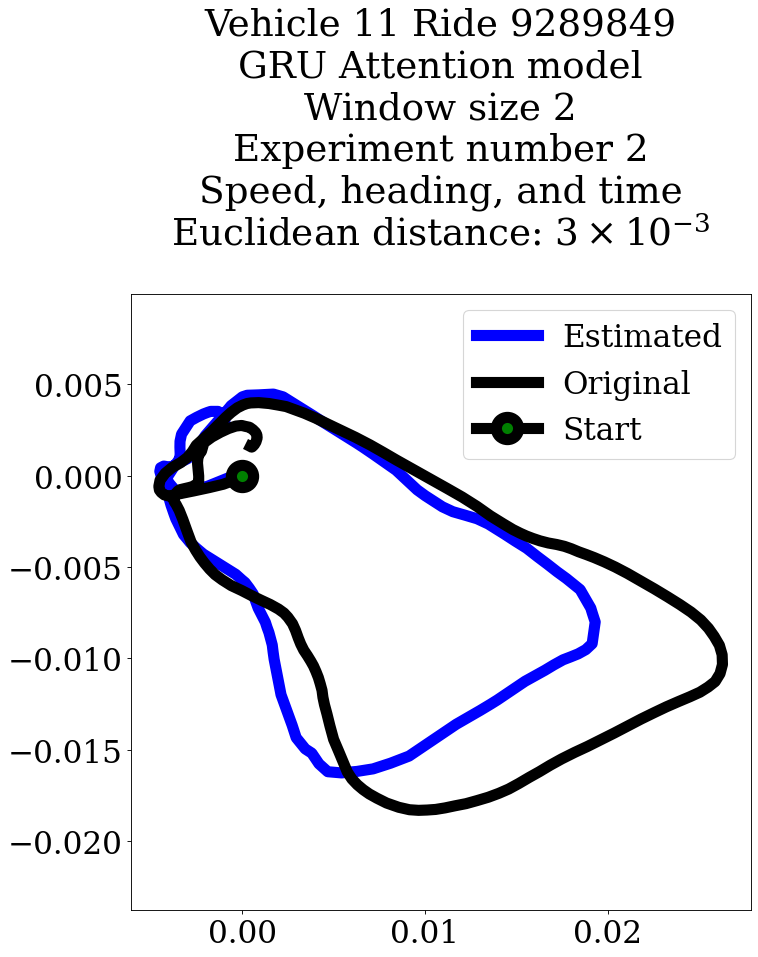 Vehicle 11 Ride 9289849
GRU Attention model
Window size 2
Experiment number 2
Speed, heading, and time
Euclidean distance: 3 × 10⁻³
Estimated
Original
Start
0.005
0.000
−0.005
−0.010
−0.015
−0.020
0.00 0.01 0.02